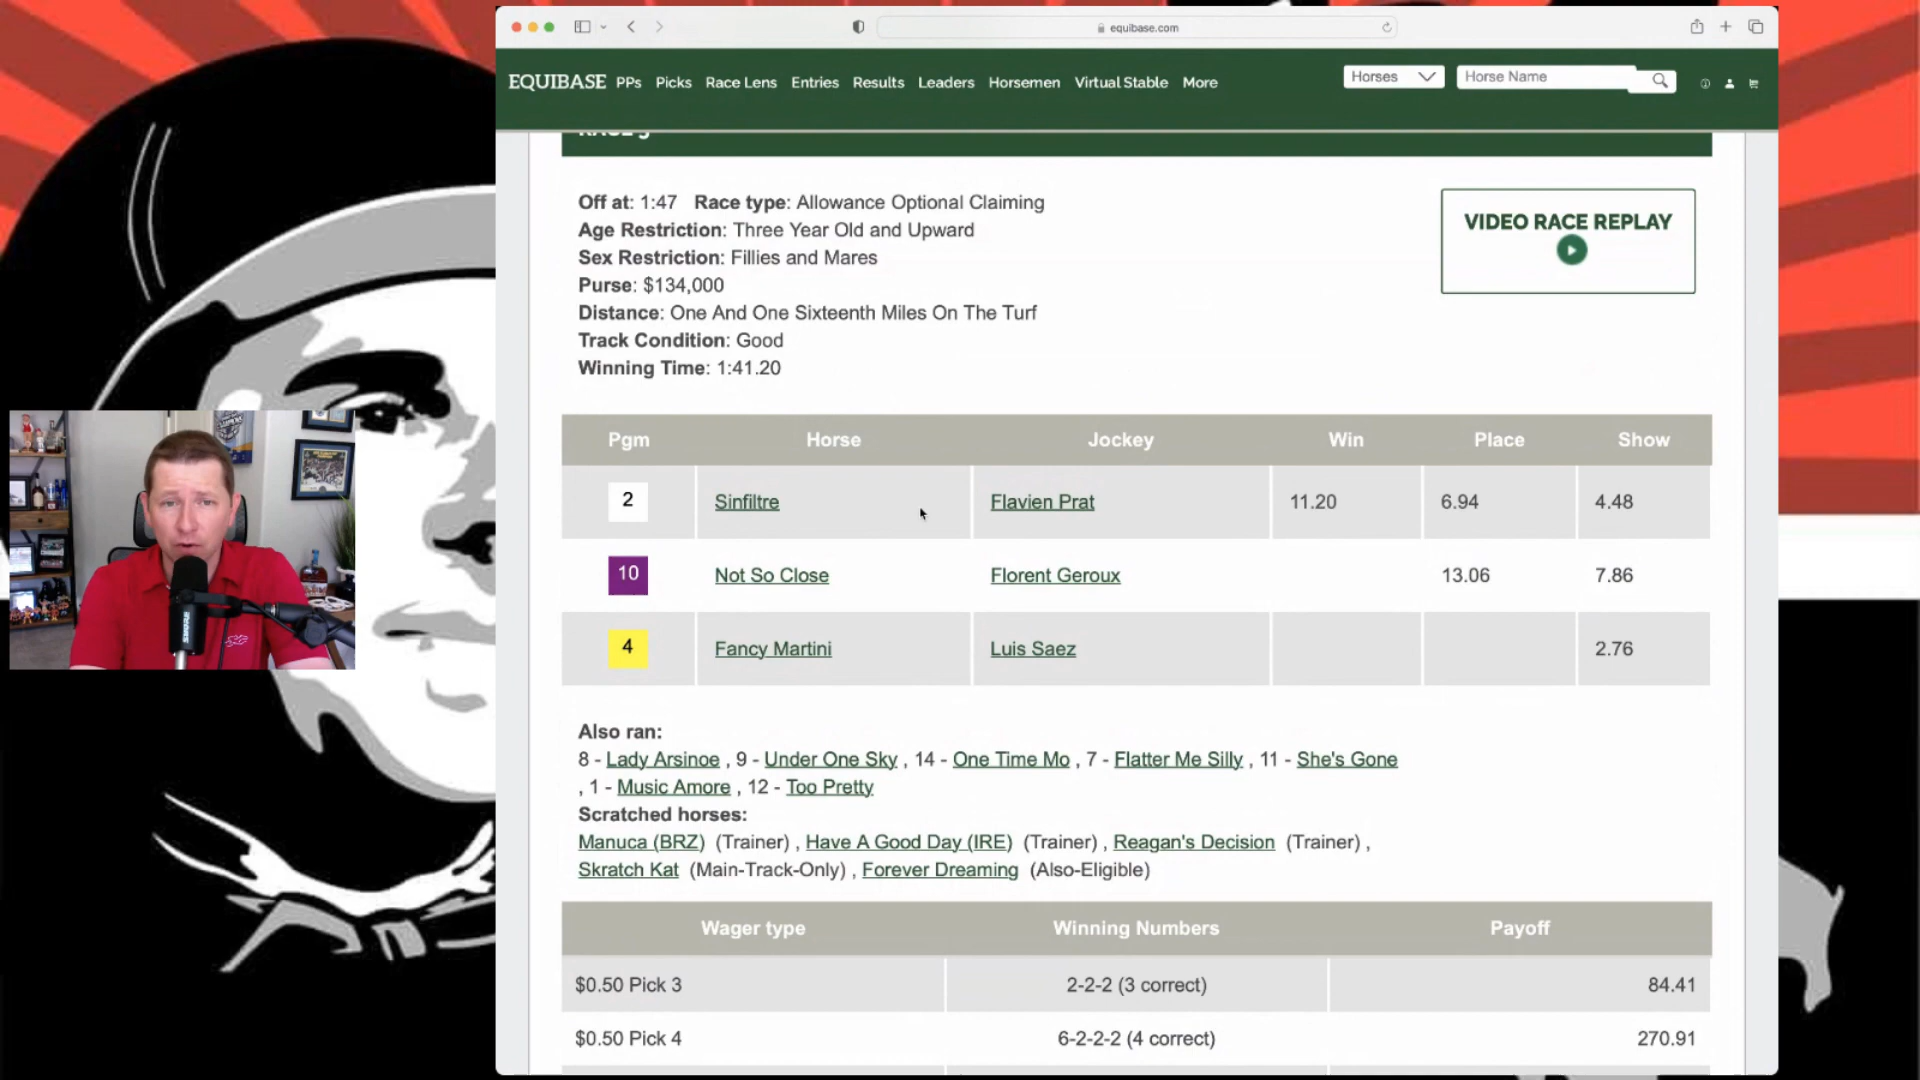 equibase.com
EQUIBASE PPs Picks Race Lens Entries Results Leaders Horsemen Virtual Stable More Horses Horse Name
Off at: 1:47 Race type: Allowance Optional Claiming
Age Restriction: Three Year Old and Upward
Sex Restriction: Fillies and Mares
Purse: $134,000
Distance: One And One Sixteenth Miles On The Turf
Track Condition: Good
Winning Time: 1:41.20
VIDEO RACE REPLAY
Pgm Horse Jockey Win Place Show
2 Sinfiltre Flavien Prat 11.20 6.94 4.48
10 Not So Close Florent Geroux 13.06 7.86
4 Fancy Martini Luis Saez 2.76
Also ran:
8 - Lady Arsinoe , 9 - Under One Sky , 14 - One Time Mo , 7 - Flatter Me Silly , 11 - She's Gone
, 1 - Music Amore , 12 - Too Pretty
Scratched horses:
Manuca (BRZ) (Trainer) , Have A Good Day (IRE) (Trainer) , Reagan's Decision (Trainer) ,
Skratch Kat (Main-Track-Only) , Forever Dreaming (Also-Eligible)
Wager type Winning Numbers Payoff
$0.50 Pick 3 2-2-2 (3 correct) 84.41
$0.50 Pick 4 6-2-2-2 (4 correct) 270.91
SHURE